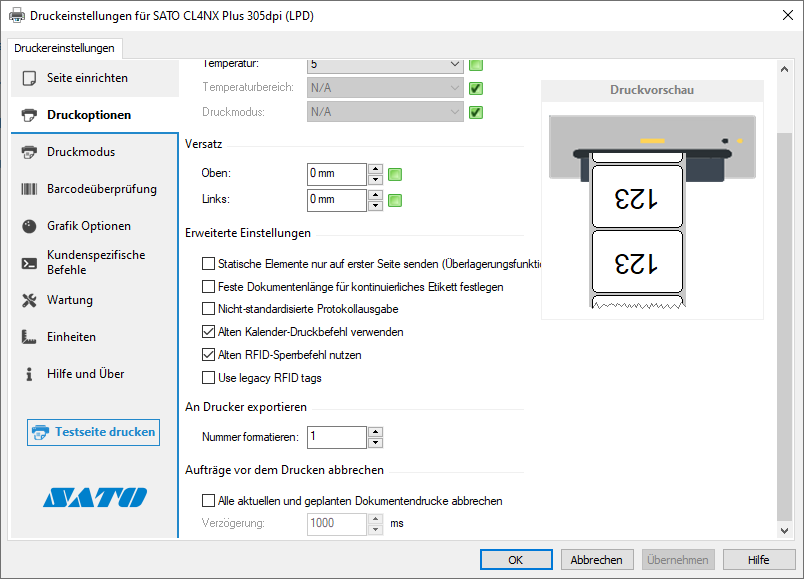 Druckeinstellungen für SATO CL4NX Plus 305dpi (LPD)
Druckereinstellungen
Seite einrichten
Druckoptionen
Druckmodus
Barcodeüberprüfung
Grafik Optionen
Kundenspezifische
Befehle
Wartung
Einheiten
Hilfe und Über
Testseite drucken
SATO
Temperatur: 5
Temperaturbereich: N/A
Druckmodus: N/A
Versatz
Oben: 0 mm
Links: 0 mm
Erweiterte Einstellungen
Statische Elemente nur auf erster Seite senden (Überlagerungsfunktio
Feste Dokumentenlänge für kontinuierliches Etikett festlegen
Nicht-standardisierte Protokollausgabe
Alten Kalender-Druckbefehl verwenden
Alten RFID-Sperrbefehl nutzen
Use legacy RFID tags
An Drucker exportieren
Nummer formatieren: 1
Aufträge vor dem Drucken abbrechen
Alle aktuellen und geplanten Dokumentendrucke abbrechen
Verzögerung: 1000 ms
Druckvorschau
123
123
OK
Abbrechen
Übernehmen
Hilfe